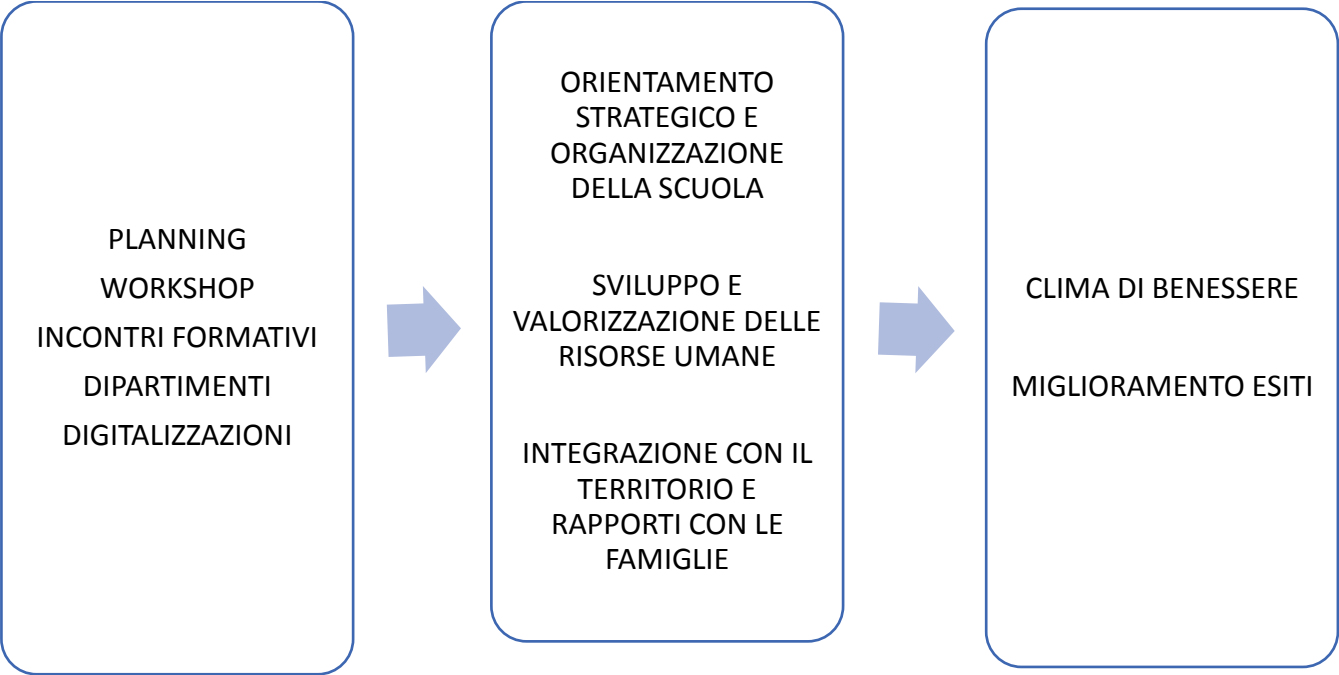 PLANNING
WORKSHOP
INCONTRI FORMATIVI
DIPARTIMENTI
DIGITALIZZAZIONI
ORIENTAMENTO
STRATEGICO E
ORGANIZZAZIONE
DELLA SCUOLA
SVILUPPO E
VALORIZZAZIONE DELLE
RISORSE UMANE
INTEGRAZIONE CON IL
TERRITORIO E
RAPPORTI CON LE
FAMIGLIE
CLIMA DI BENESSERE
MIGLIORAMENTO ESITI